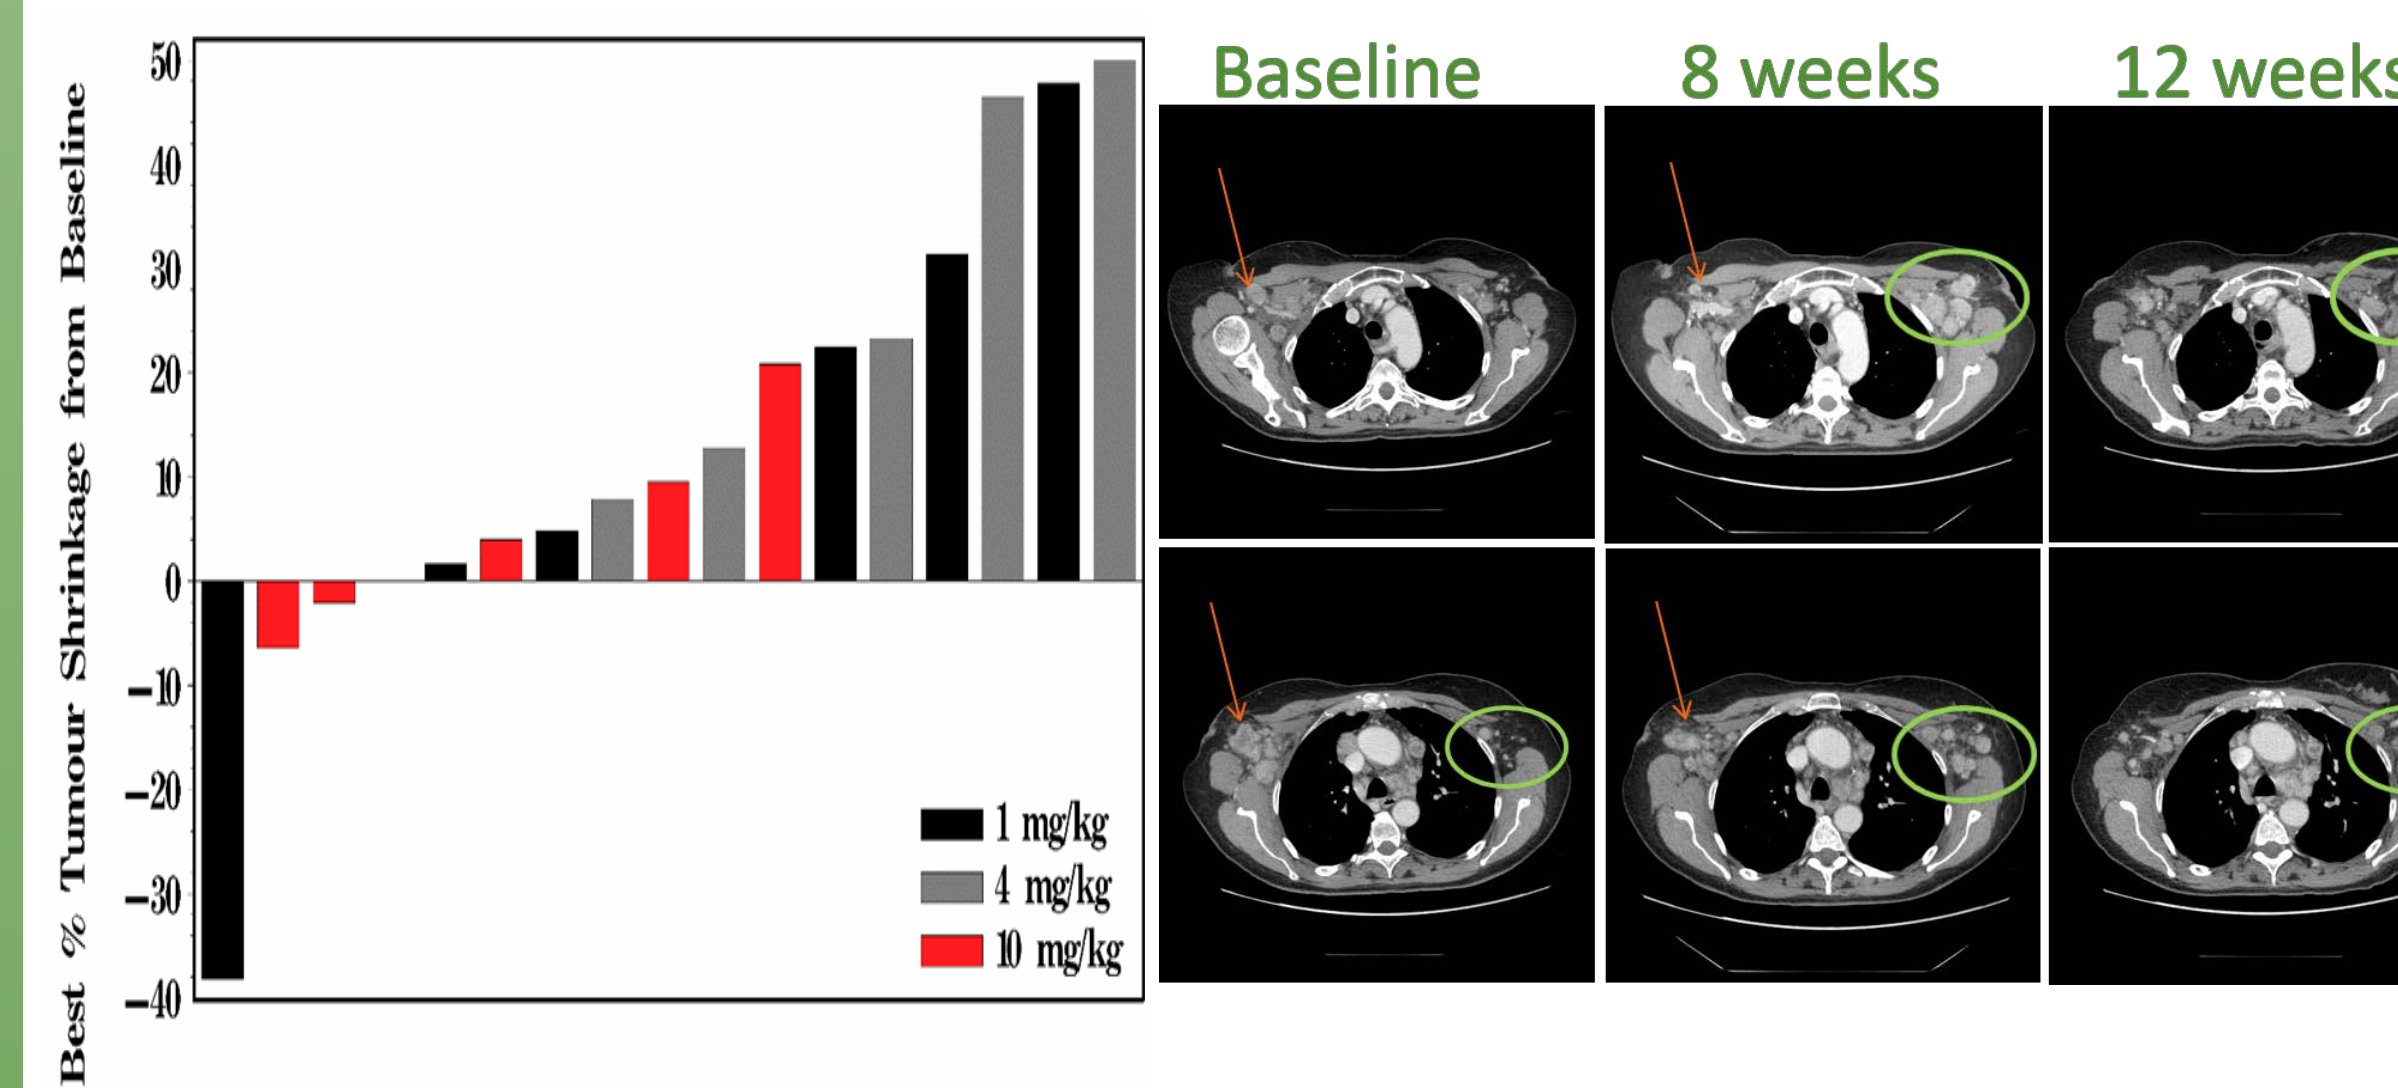 Best % Tumour Shrinkage from Baseline
50
40
30
20
10
0
−10
−20
−30
−40
1 mg/kg
4 mg/kg
10 mg/kg
Baseline
8 weeks
12 weeks